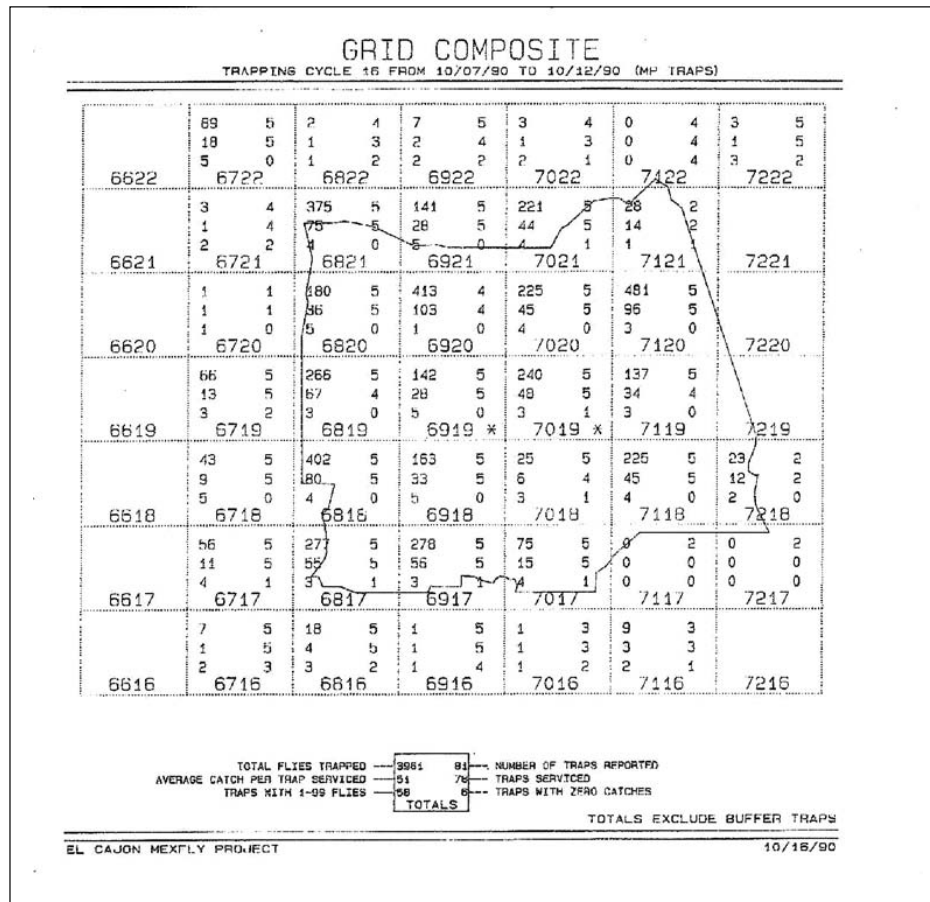 GRID COMPOSITE
TRAPPING CYCLE 16 FROM 10/07/90 TO 10/12/90 (MP TRAPS)
69 5 2 4 7 5 3 4 0 4 3 5
18 5 1 3 2 4 1 3 0 4 1 5
5 0 1 2 2 2 2 1 0 4 3 2
6622 6722 6822 6922 7022 7122 7222
3 4 375 5 141 5 221 5 28 2
1 4 75 5 28 5 44 5 14 2
2 2 4 0 5 0 4 1 1 1
6621 6721 6821 6921 7021 7121 7221
1 1 180 5 413 4 225 5 481 5
1 1 36 5 103 4 45 5 96 5
1 0 5 0 1 0 4 0 3 0
6620 6720 6820 6920 7020 7120 7220
66 5 266 5 142 5 240 5 137 5
13 5 67 4 28 5 48 5 34 4
3 2 3 0 5 0 3 1 3 0
6619 6719 6819 6919 * 7019 * 7119 7219
43 5 402 5 163 5 25 5 225 5 23 2
9 5 80 5 33 5 6 4 45 5 12 2
5 0 4 0 5 0 3 1 4 0 2 0
6618 6718 6818 6918 7018 7118 7218
56 5 277 5 278 5 75 5 0 2 0 2
11 5 55 5 56 5 15 5 0 0 0 0
4 1 3 1 3 1 4 1 0 0 0 0
6617 6717 6817 6917 7017 7117 7217
7 5 18 5 1 5 1 3 9 3
1 5 4 5 1 5 1 3 3 3
2 3 3 2 1 4 1 2 2 1
6616 6716 6816 6916 7016 7116 7216
TOTAL FLIES TRAPPED 3961 81 NUMBER OF TRAPS REPORTED
AVERAGE CATCH PER TRAP SERVICED 51 78 TRAPS SERVICED
TRAPS WITH 1-99 FLIES 58 6 TRAPS WITH ZERO CATCHES
TOTALS
TOTALS EXCLUDE BUFFER TRAPS
EL CAJON MEXFLY PROJECT 10/16/90